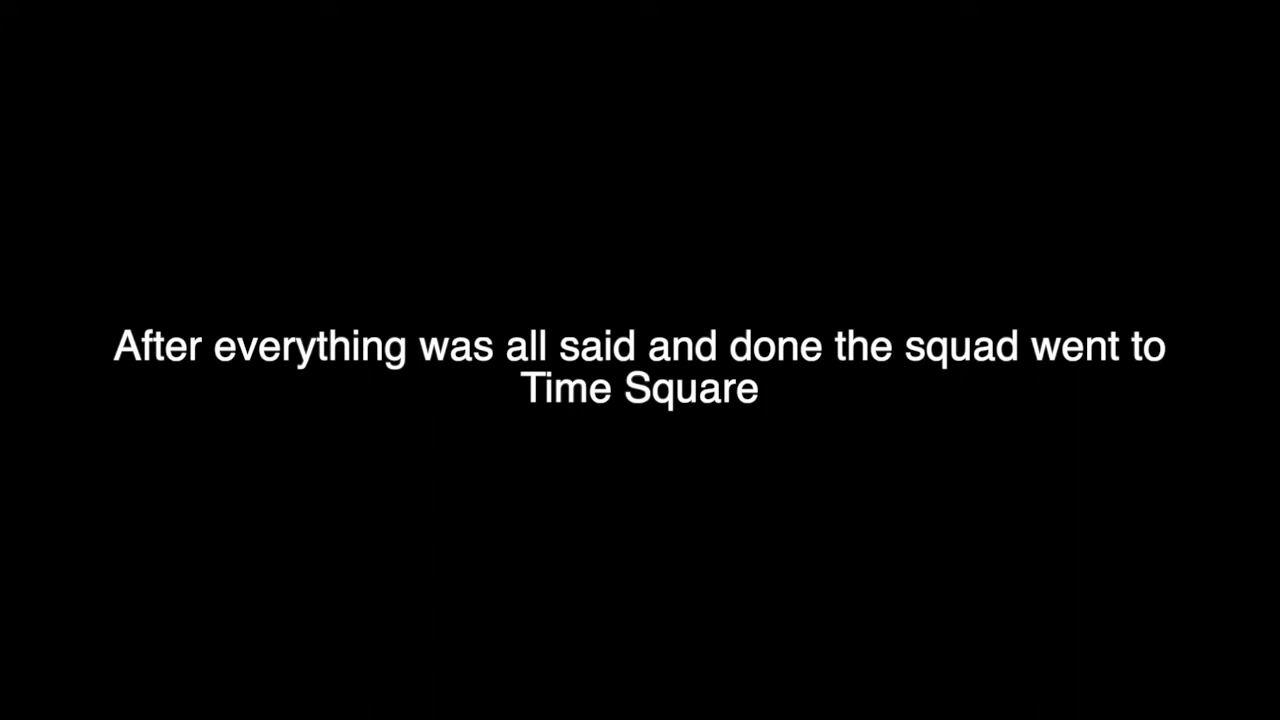 After everything was all said and done the squad went to
Time Square